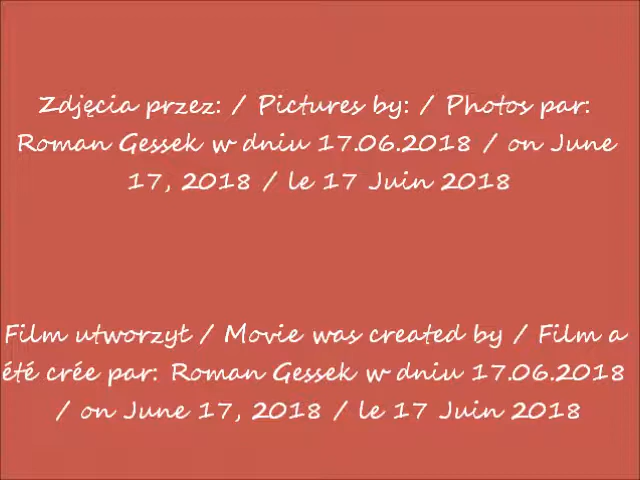 Zdjęcia przez: / Pictures by: / Photos par:
Roman Gessek w dniu 17.06.2018 / on June
17, 2018 / le 17 Juin 2018
Film utworzył / Movie was created by / Film a
été crée par: Roman Gessek w dniu 17.06.2018
/ on June 17, 2018 / le 17 Juin 2018